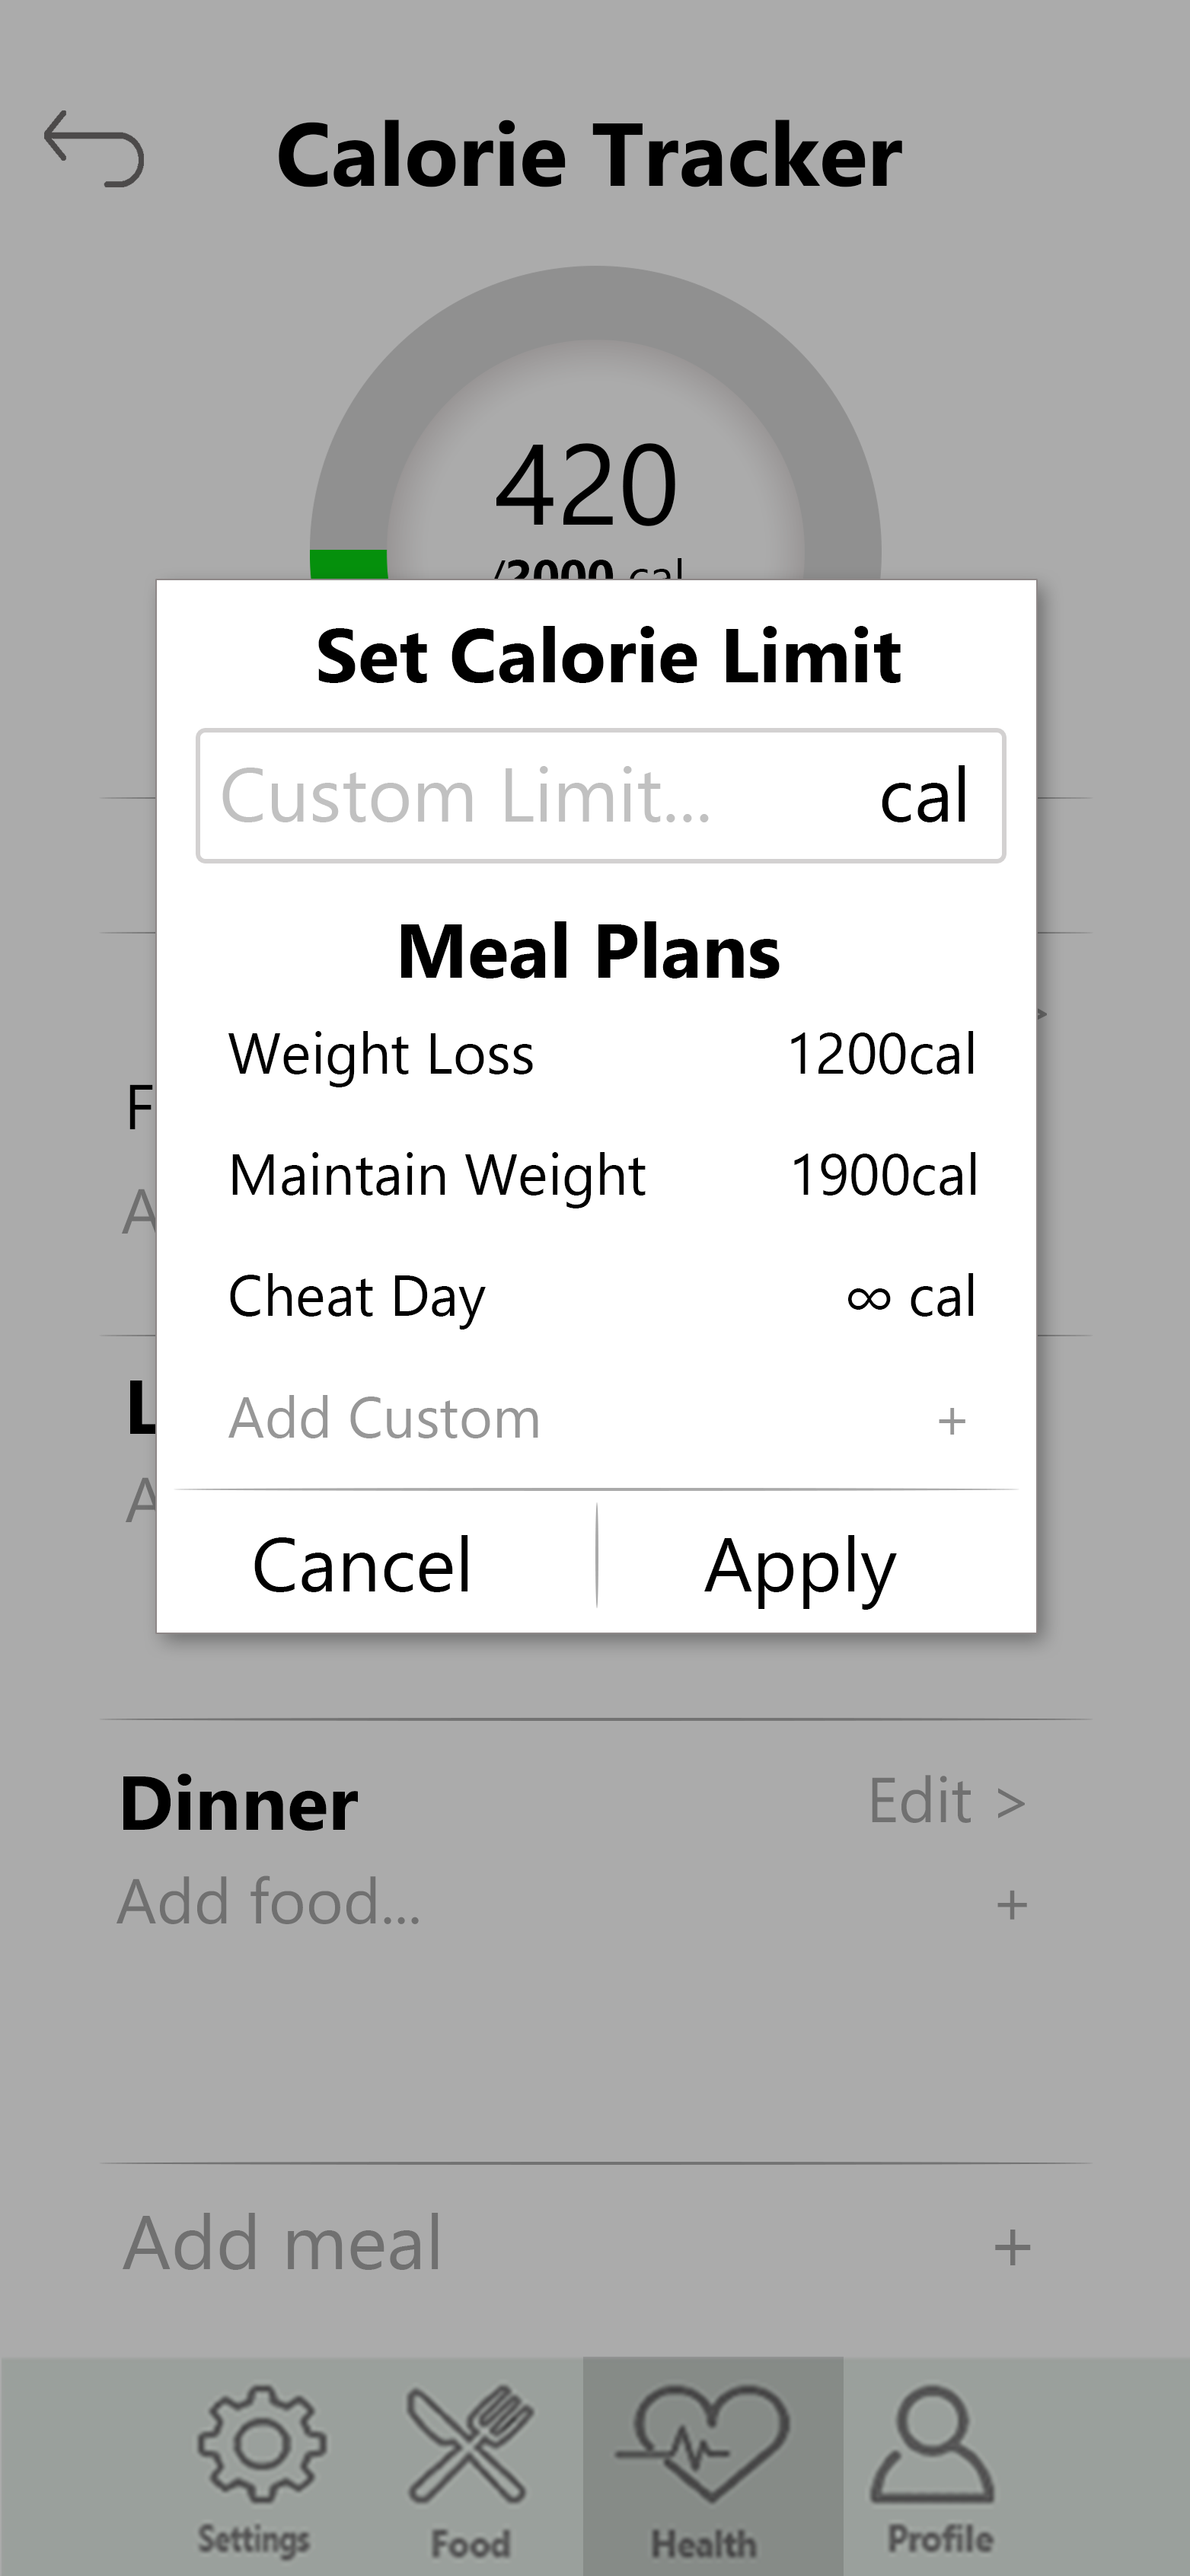 Calorie Tracker
420
/2000 cal
Set Calorie Limit
Custom Limit... cal
Meal Plans
Weight Loss 1200cal
>
Maintain Weight 1900cal
Cheat Day ∞ cal
Add Custom +
Cancel Apply
Dinner Edit >
Add food... +
Add meal +
Settings Food Health Profile